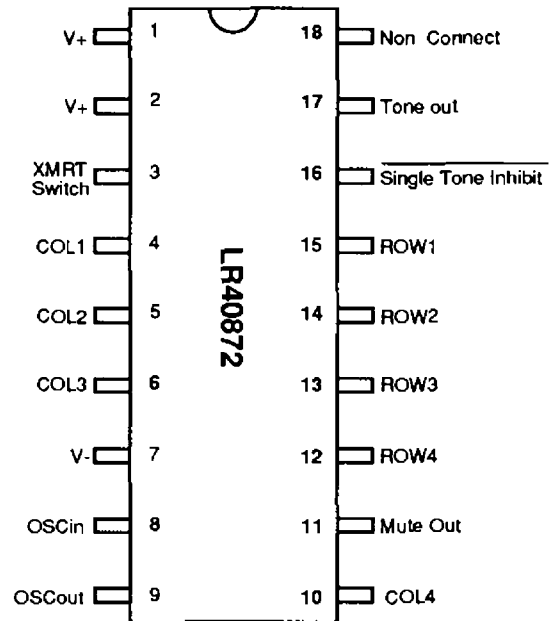 V+ 1 18 Non Connect
V+ 2 17 Tone out
XMRT
Switch 3 16 Single Tone Inhibit
COL1 4 15 ROW1
COL2 5 14 ROW2
COL3 6 13 ROW3
V- 7 12 ROW4
OSCin 8 11 Mute Out
OSCout 9 10 COL4
LR40872